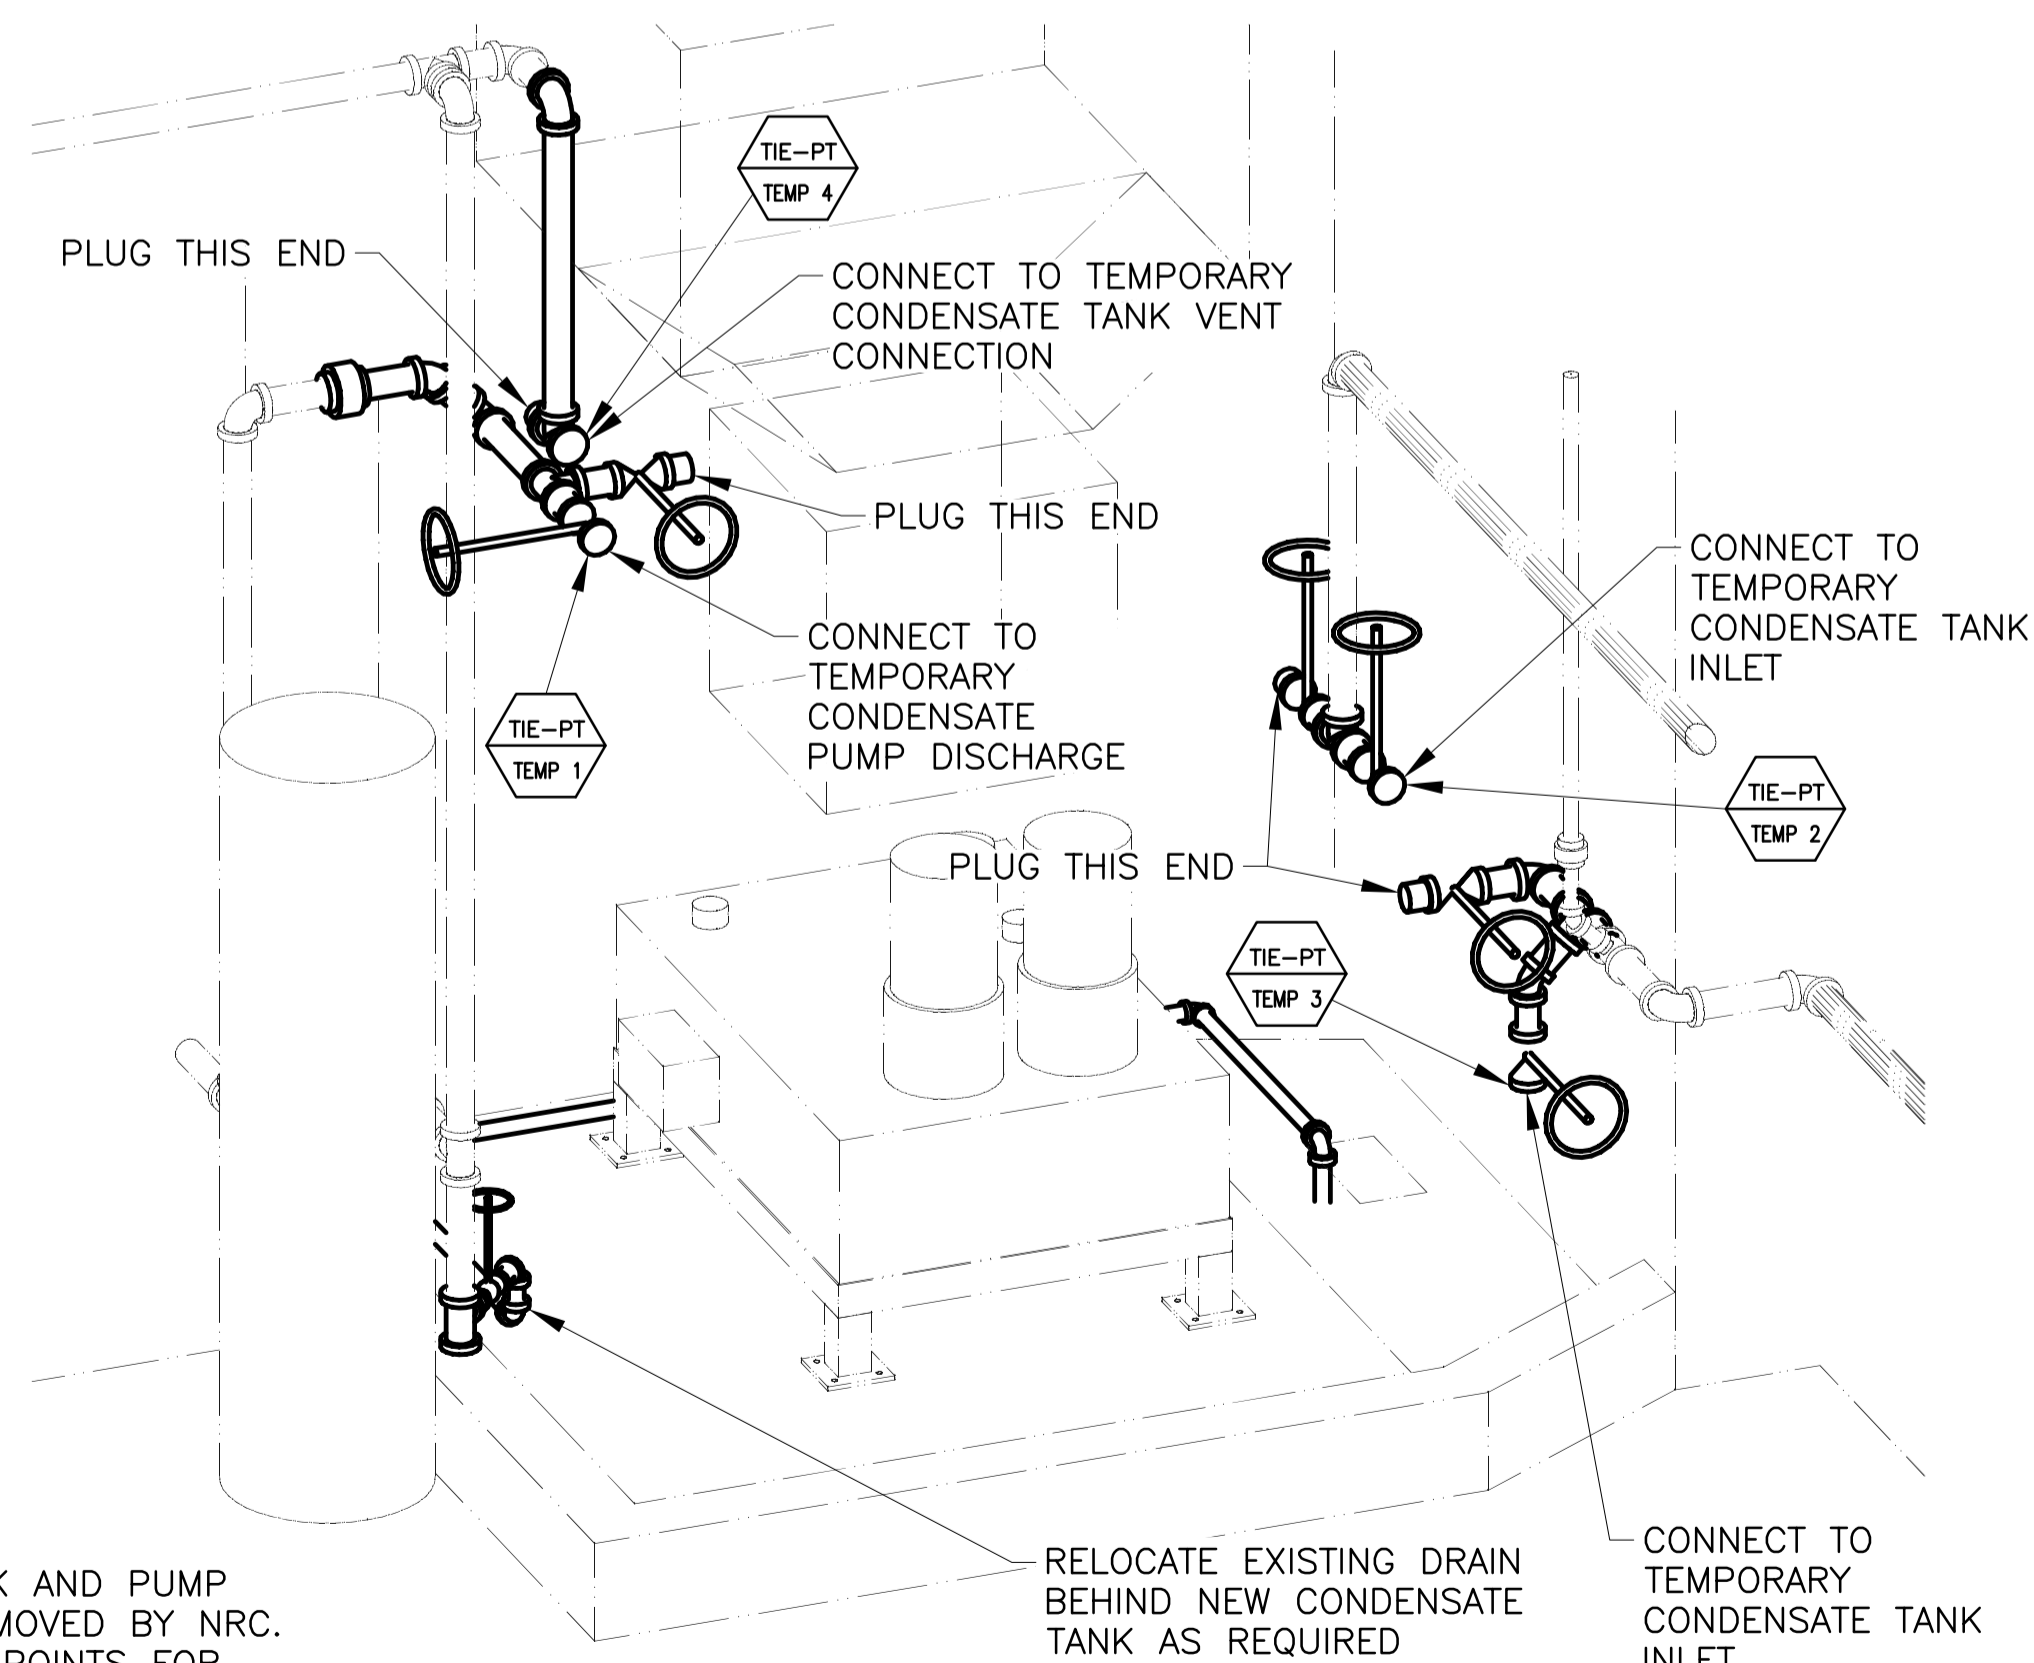 TIE-PT
TEMP 4
PLUG THIS END
CONNECT TO TEMPORARY
CONDENSATE TANK VENT
CONNECTION
PLUG THIS END
CONNECT TO
TEMPORARY
CONDENSATE TANK
INLET
CONNECT TO
TEMPORARY
CONDENSATE
PUMP DISCHARGE
TIE-PT
TEMP 1
TIE-PT
TEMP 2
PLUG THIS END
TIE-PT
TEMP 3
RELOCATE EXISTING DRAIN
BEHIND NEW CONDENSATE
TANK AS REQUIRED
CONNECT TO
TEMPORARY
CONDENSATE TANK
INLET
AND PUMP
MOVED BY NRC.
POINTS FOR